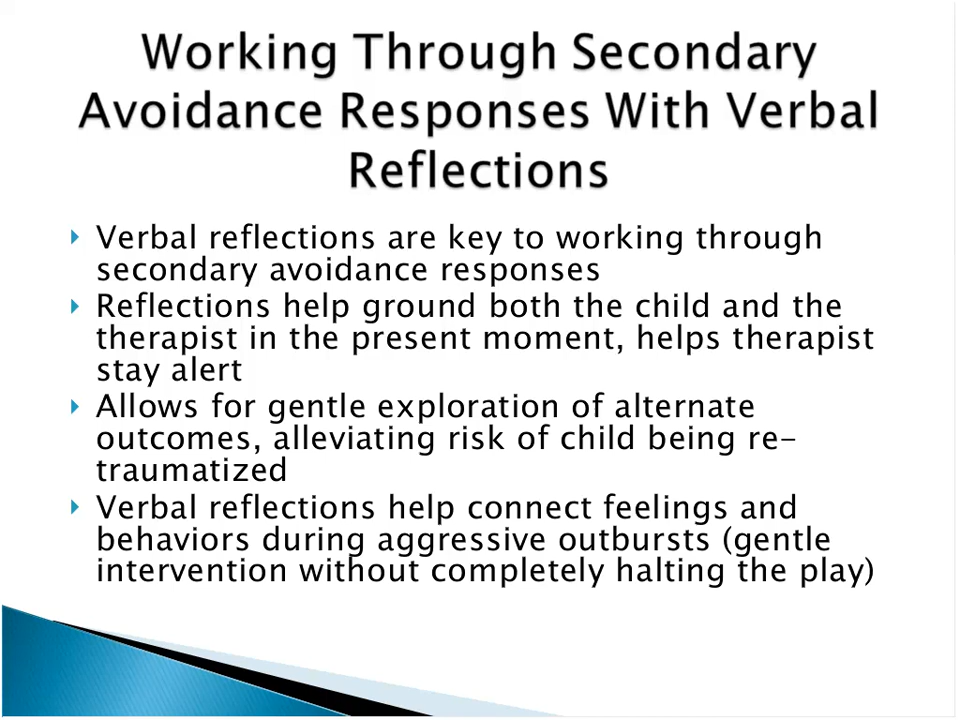 Working Through Secondary
Avoidance Responses With Verbal
Reflections
Verbal reflections are key to working through
secondary avoidance responses
Reflections help ground both the child and the
therapist in the present moment, helps therapist
stay alert
Allows for gentle exploration of alternate
outcomes, alleviating risk of child being re-
traumatized
Verbal reflections help connect feelings and
behaviors during aggressive outbursts (gentle
intervention without completely halting the play)